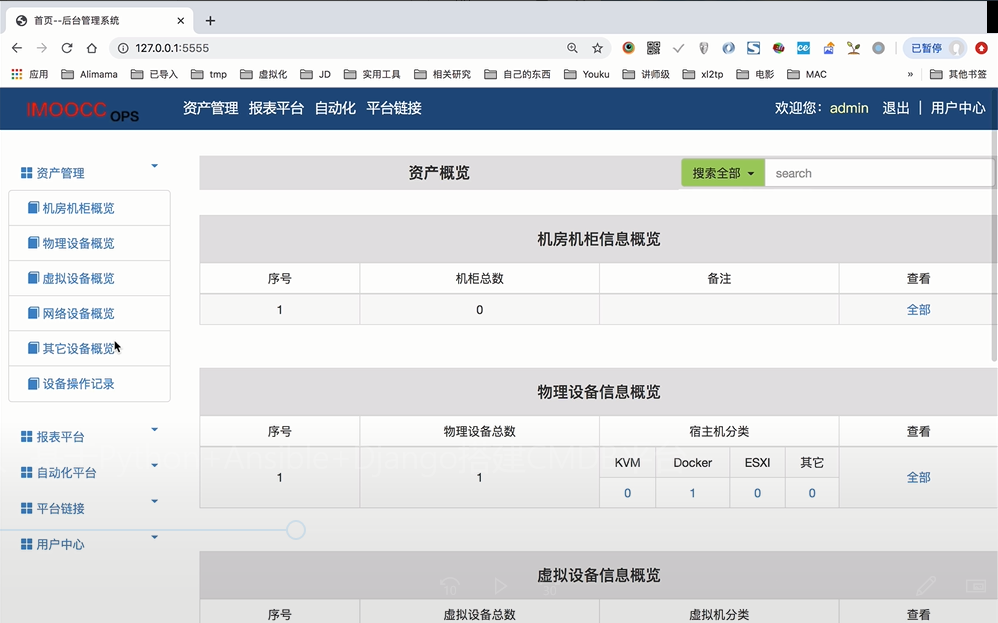 首页--后台管理系统
127.0.0.1:5555
已暂停
应用 Alimama 已导入 tmp 虚拟化 JD 实用工具 相关研究 自己的东西 Youku 讲师级 xl2tp 电影 MAC » 其他书签
IMOOCC OPS 资产管理 报表平台 自动化 平台链接 欢迎您: admin 退出 | 用户中心
资产管理
机房机柜概览
物理设备概览
虚拟设备概览
网络设备概览
其它设备概览
设备操作记录
报表平台
自动化平台
平台链接
用户中心
资产概览 搜索全部 search
机房机柜信息概览
序号 机柜总数 备注 查看
1 0 全部
物理设备信息概览
序号 物理设备总数 宿主机分类 查看
KVM Docker ESXI 其它
1 1 全部
0 1 0 0
虚拟设备信息概览
序号 虚拟设备总数 虚拟机分类 查看